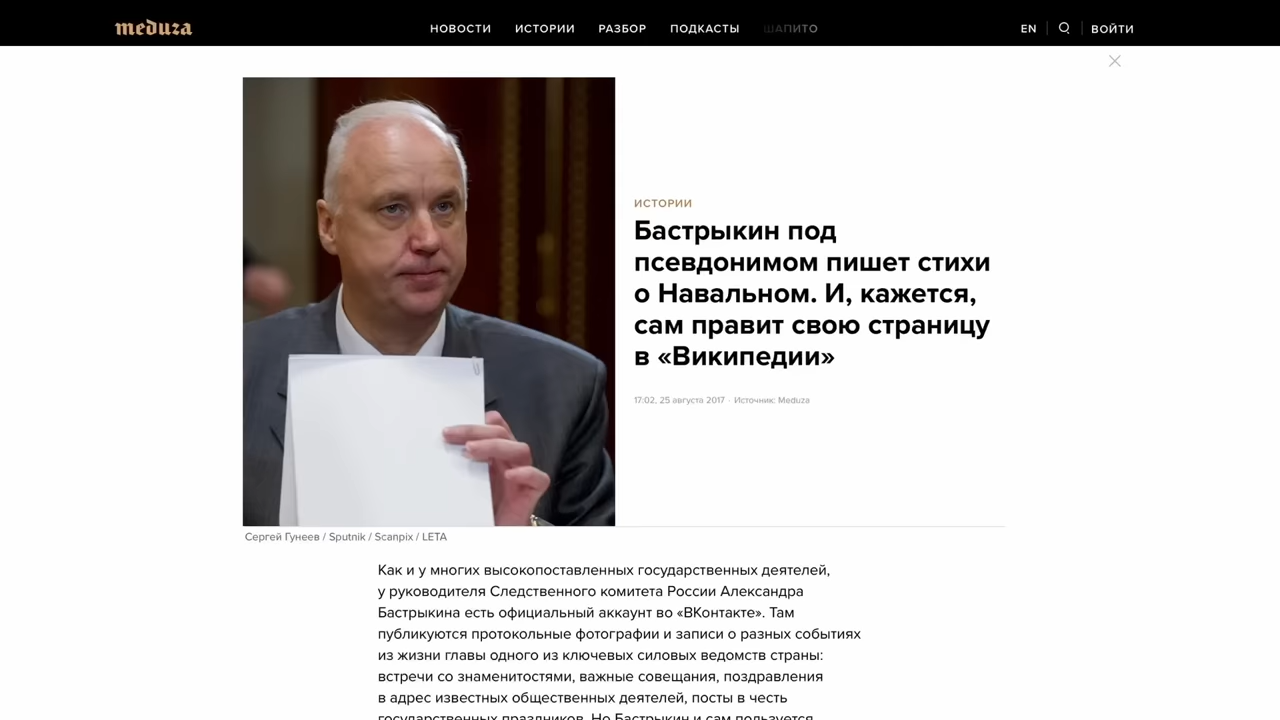 meduza
НОВОСТИ ИСТОРИИ РАЗБОР ПОДКАСТЫ ШАПИТО
EN ВОЙТИ
ИСТОРИИ
Бастрыкин под
псевдонимом пишет стихи
о Навальном. И, кажется,
сам правит свою страницу
в «Википедии»
17:02, 25 августа 2017 · Источник: Meduza
Сергей Гунеев / Sputnik / Scanpix / LETA
Как и у многих высокопоставленных государственных деятелей,
у руководителя Следственного комитета России Александра
Бастрыкина есть официальный аккаунт во «ВКонтакте». Там
публикуются протокольные фотографии и записи о разных событиях
из жизни главы одного из ключевых силовых ведомств страны:
встречи со знаменитостями, важные совещания, поздравления
в адрес известных общественных деятелей, посты в честь
государственных праздников. Но Бастрыкин и сам пользуется